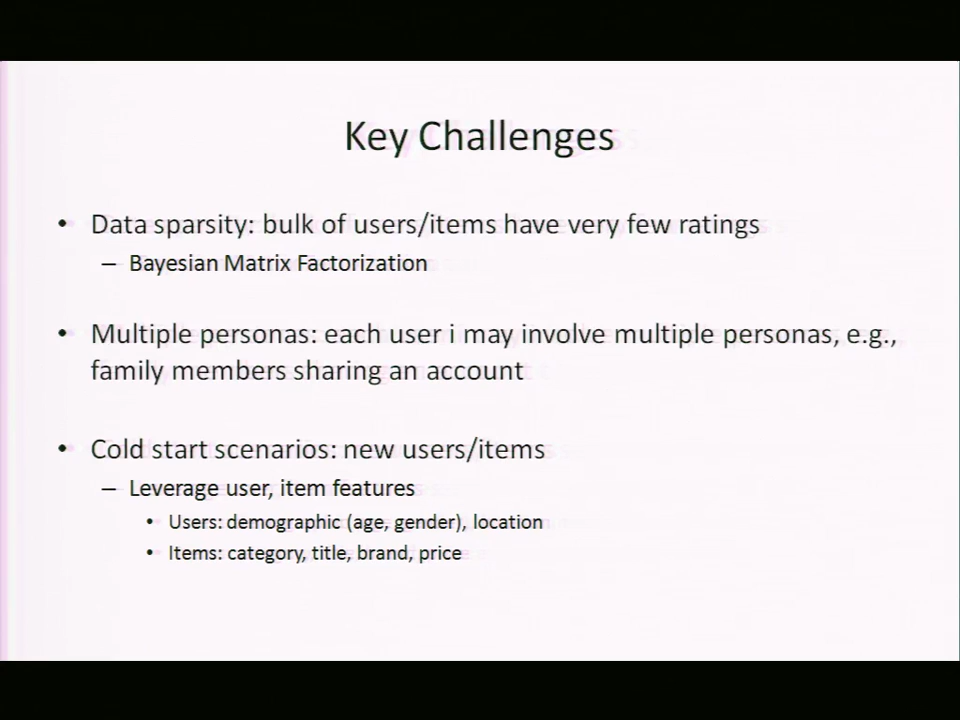 Key Challenges
• Data sparsity: bulk of users/items have very few ratings
– Bayesian Matrix Factorization
• Multiple personas: each user i may involve multiple personas, e.g.,
family members sharing an account
• Cold start scenarios: new users/items
– Leverage user, item features
• Users: demographic (age, gender), location
• Items: category, title, brand, price